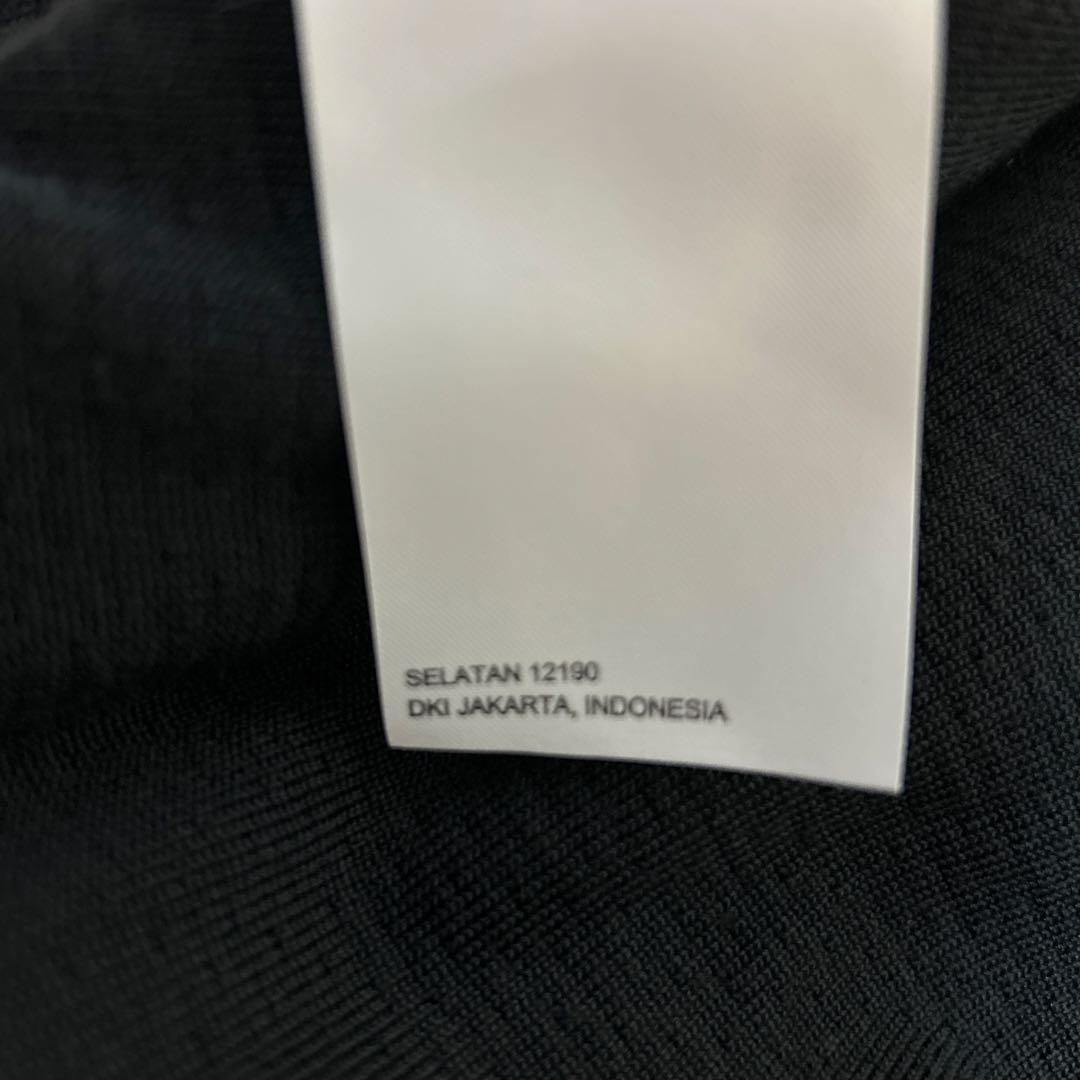 SELATAN 12190
DKI JAKARTA, INDONESIA